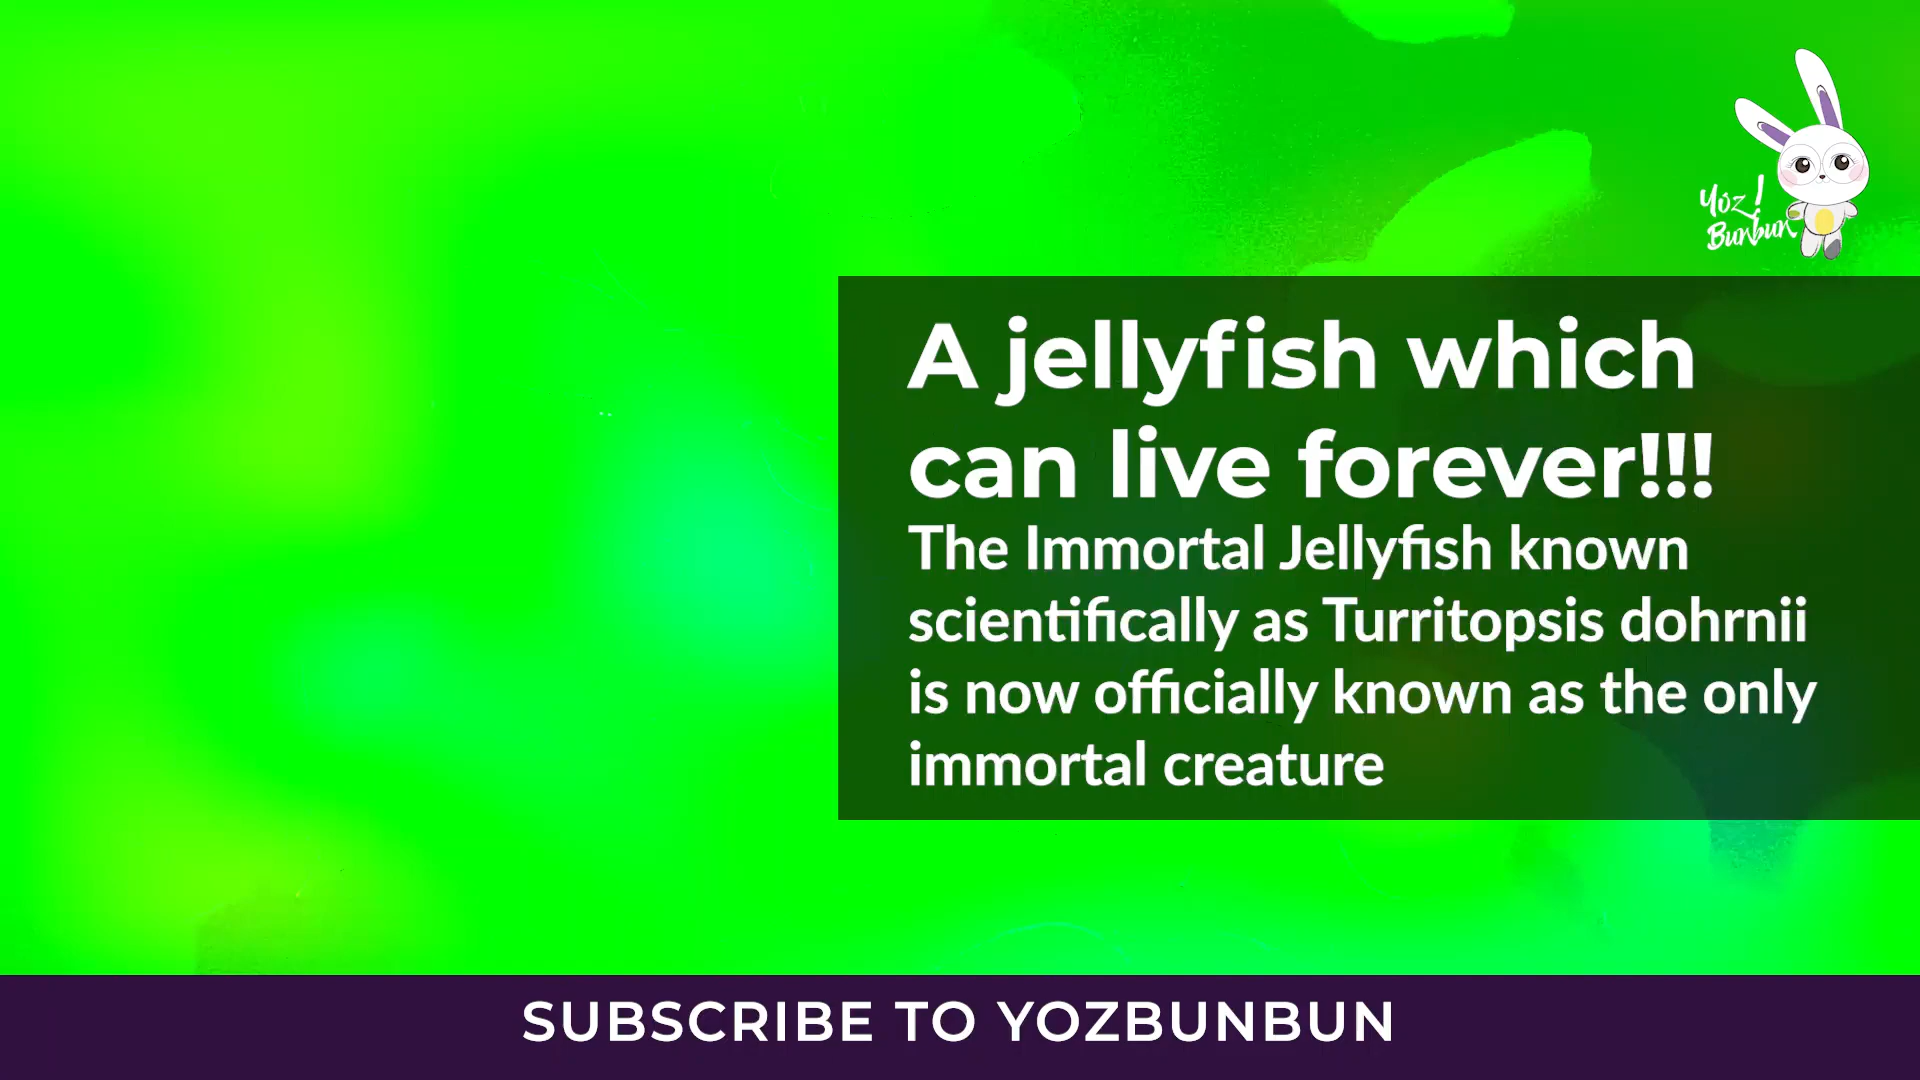 Yoz!
Bunbun
A jellyfish which
can live forever!!!
The Immortal Jellyfish known
scientifically as Turritopsis dohrnii
is now officially known as the only
immortal creature
SUBSCRIBE TO YOZBUNBUN